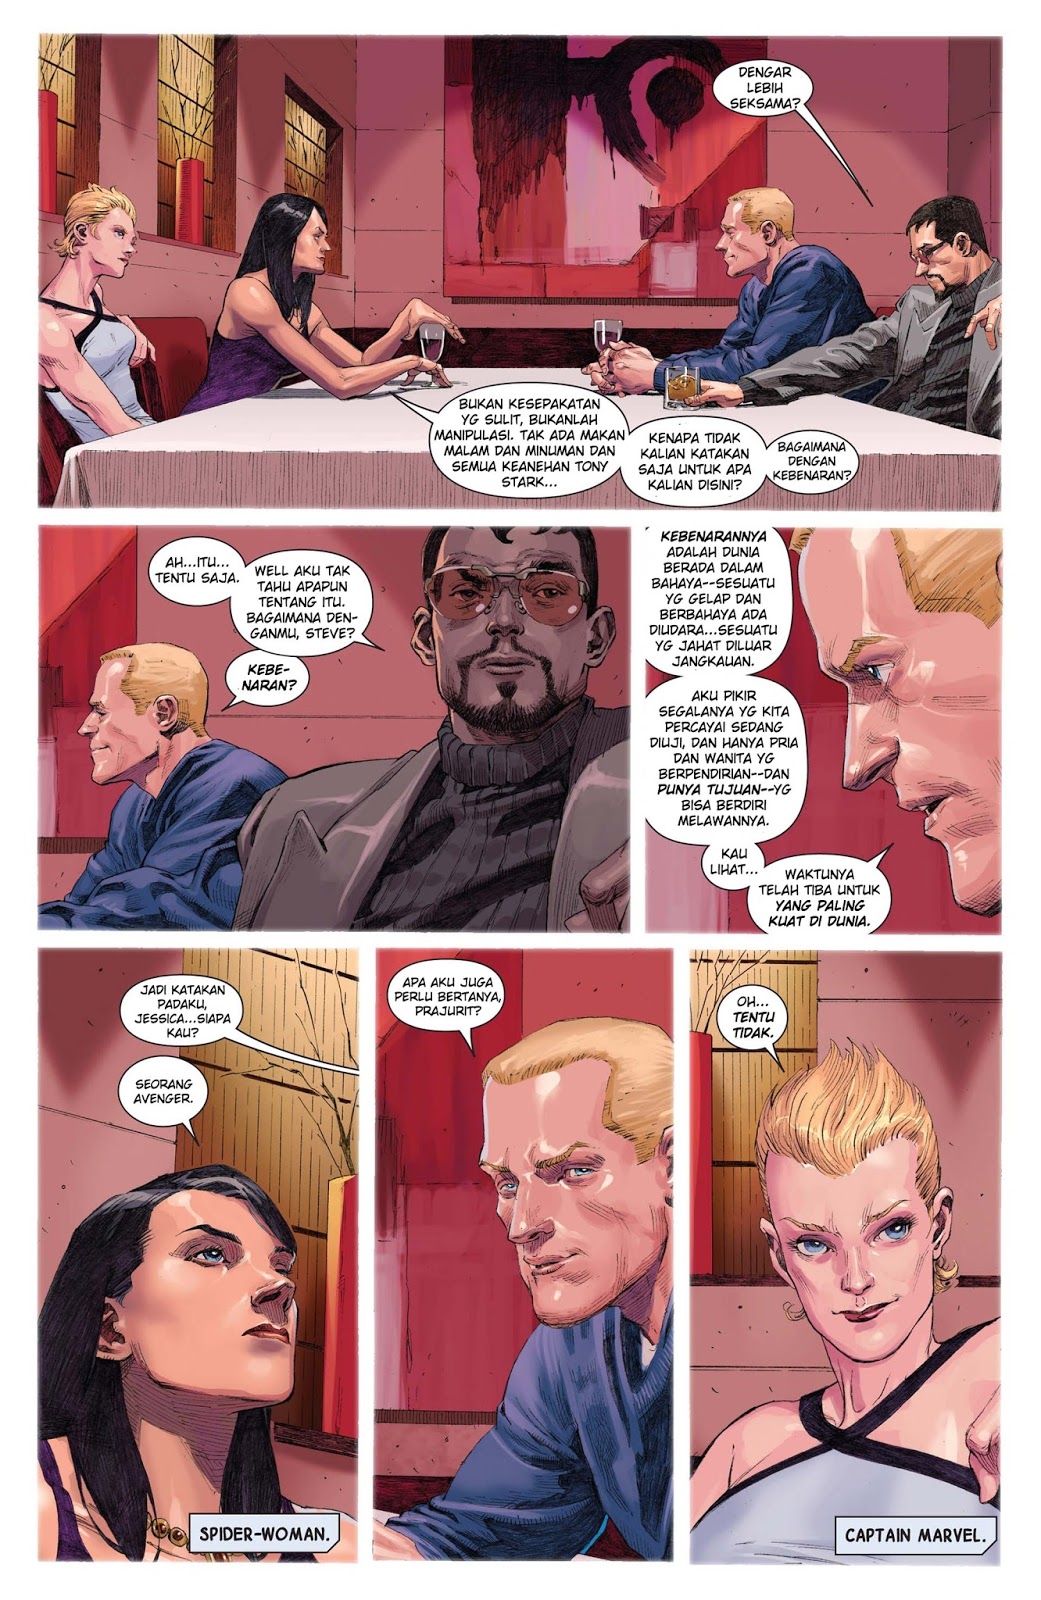 DENGAR
LEBIH
SEKSAMA?
BUKAN KESEPAKATAN
YG SULIT, BUKANLAH
MANIPULASI. TAK ADA MAKAN
MALAM DAN MINUMAN DAN
SEMUA KEANEHAN TONY
STARK...
KENAPA TIDAK
KALIAN KATAKAN
SAJA UNTUK APA
KALIAN DISINI?
BAGAIMANA
DENGAN
KEBENARAN?
AH...ITU...
TENTU SAJA.
WELL AKU TAK
TAHU APAPUN
TENTANG ITU.
BAGAIMANA DEN-
GANMU, STEVE?
KEBE-
NARAN?
KEBENARANNYA
ADALAH DUNIA
BERADA DALAM
BAHAYA--SESUATU
YG GELAP DAN
BERBAHAYA ADA
DIUDARA...SESUATU
YG JAHAT DILUAR
JANGKAUAN.
AKU PIKIR
SEGALANYA YG KITA
PERCAYAI SEDANG
DIUJI, DAN HANYA PRIA
DAN WANITA YG
BERPENDIRIAN--DAN
PUNYA TUJUAN--YG
BISA BERDIRI
MELAWANNYA.
KAU
LIHAT...
WAKTUNYA
TELAH TIBA UNTUK
YANG PALING
KUAT DI DUNIA.
JADI KATAKAN
PADAKU,
JESSICA...SIAPA
KAU?
SEORANG
AVENGER.
SPIDER-WOMAN.
APA AKU JUGA
PERLU BERTANYA,
PRAJURIT?
OH...
TENTU
TIDAK.
CAPTAIN MARVEL.